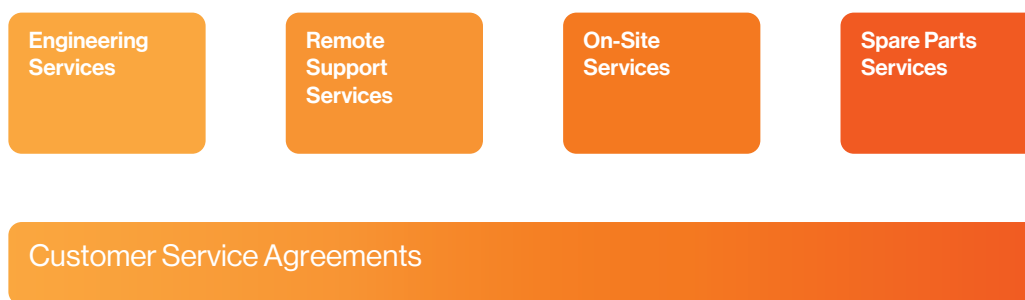 Engineering
Services
Remote
Support
Services
On-Site
Services
Spare Parts
Services
Customer Service Agreements